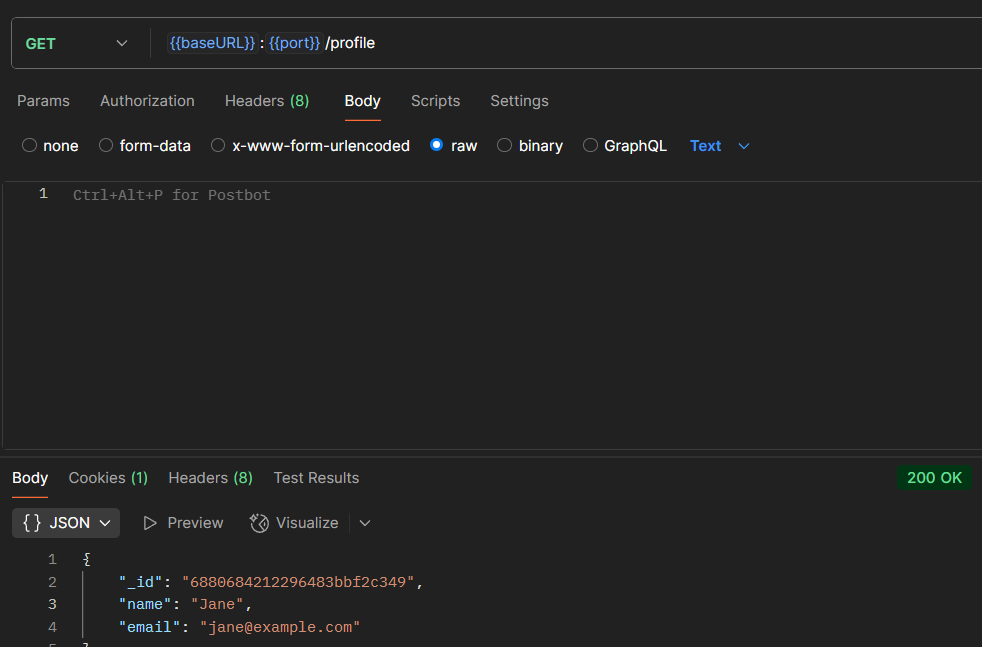 GET {{baseURL}}:{{port}}/profile
Params Authorization Headers (8) Body Scripts Settings
none form-data x-www-form-urlencoded raw binary GraphQL Text
1 Ctrl+Alt+P for Postbot
Body Cookies (1) Headers (8) Test Results 200 OK
{} JSON Preview Visualize
1 {
2 "_id": "6880684212296483bbf2c349",
3 "name": "Jane",
4 "email": "jane@example.com"
5 }